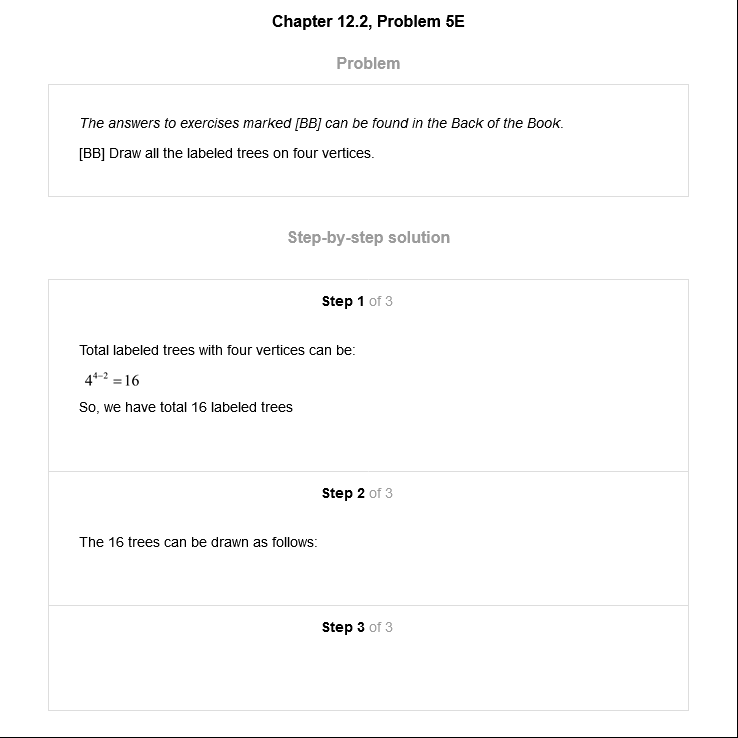 Chapter 12.2, Problem 5E
Problem
The answers to exercises marked [BB] can be found in the Back of the Book.
[BB] Draw all the labeled trees on four vertices.
Step-by-step solution
Step 1 of 3
Total labeled trees with four vertices can be:
4⁴⁻² = 16
So, we have total 16 labeled trees
Step 2 of 3
The 16 trees can be drawn as follows:
Step 3 of 3